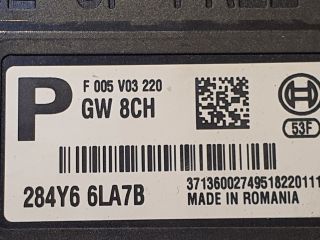 P
F 005 V03 220
GW 8CH
53F
284Y6 6LA7B
37136002749518220111
MADE IN ROMANIA